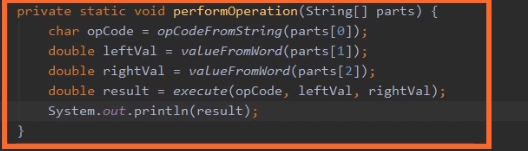 private static void performOperation(String[] parts) {
    char opCode = opCodeFromString(parts[0]);
    double leftVal = valueFromWord(parts[1]);
    double rightVal = valueFromWord(parts[2]);
    double result = execute(opCode, leftVal, rightVal);
    System.out.println(result);
}